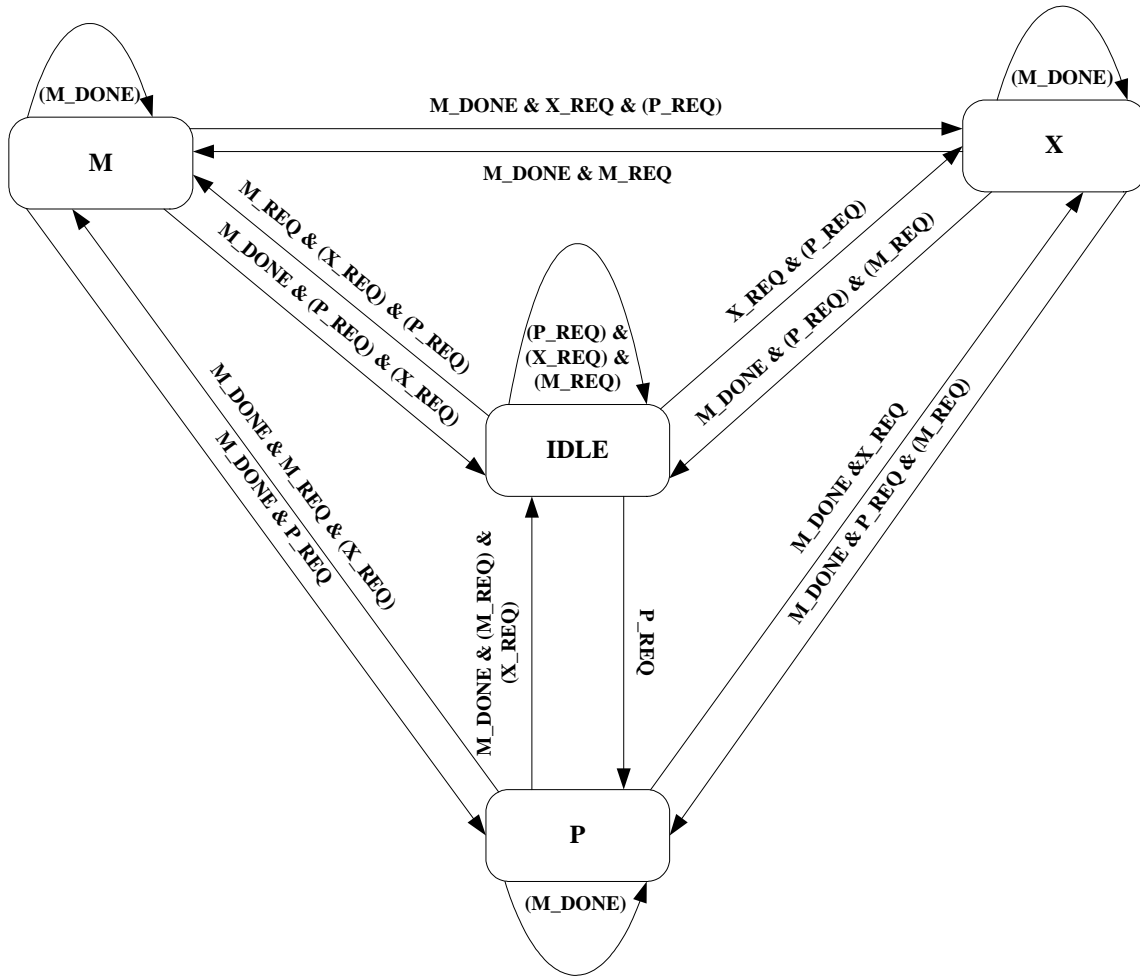 (M_DONE)
(M_DONE)
M_DONE & X_REQ & (P_REQ)
M
X
M_DONE & M_REQ
M_REQ & (X_REQ) & (P_REQ)
M_DONE & (P_REQ) & (X_REQ)
X_REQ & (P_REQ)
M_DONE & (P_REQ) & (M_REQ)
(P_REQ) &
(X_REQ) &
(M_REQ)
IDLE
M_DONE & M_REQ & (X_REQ)
M_DONE & P_REQ
M_DONE & (M_REQ) &
(X_REQ)
P_REQ
M_DONE &X_REQ
M_DONE & P_REQ & (M_REQ)
P
(M_DONE)